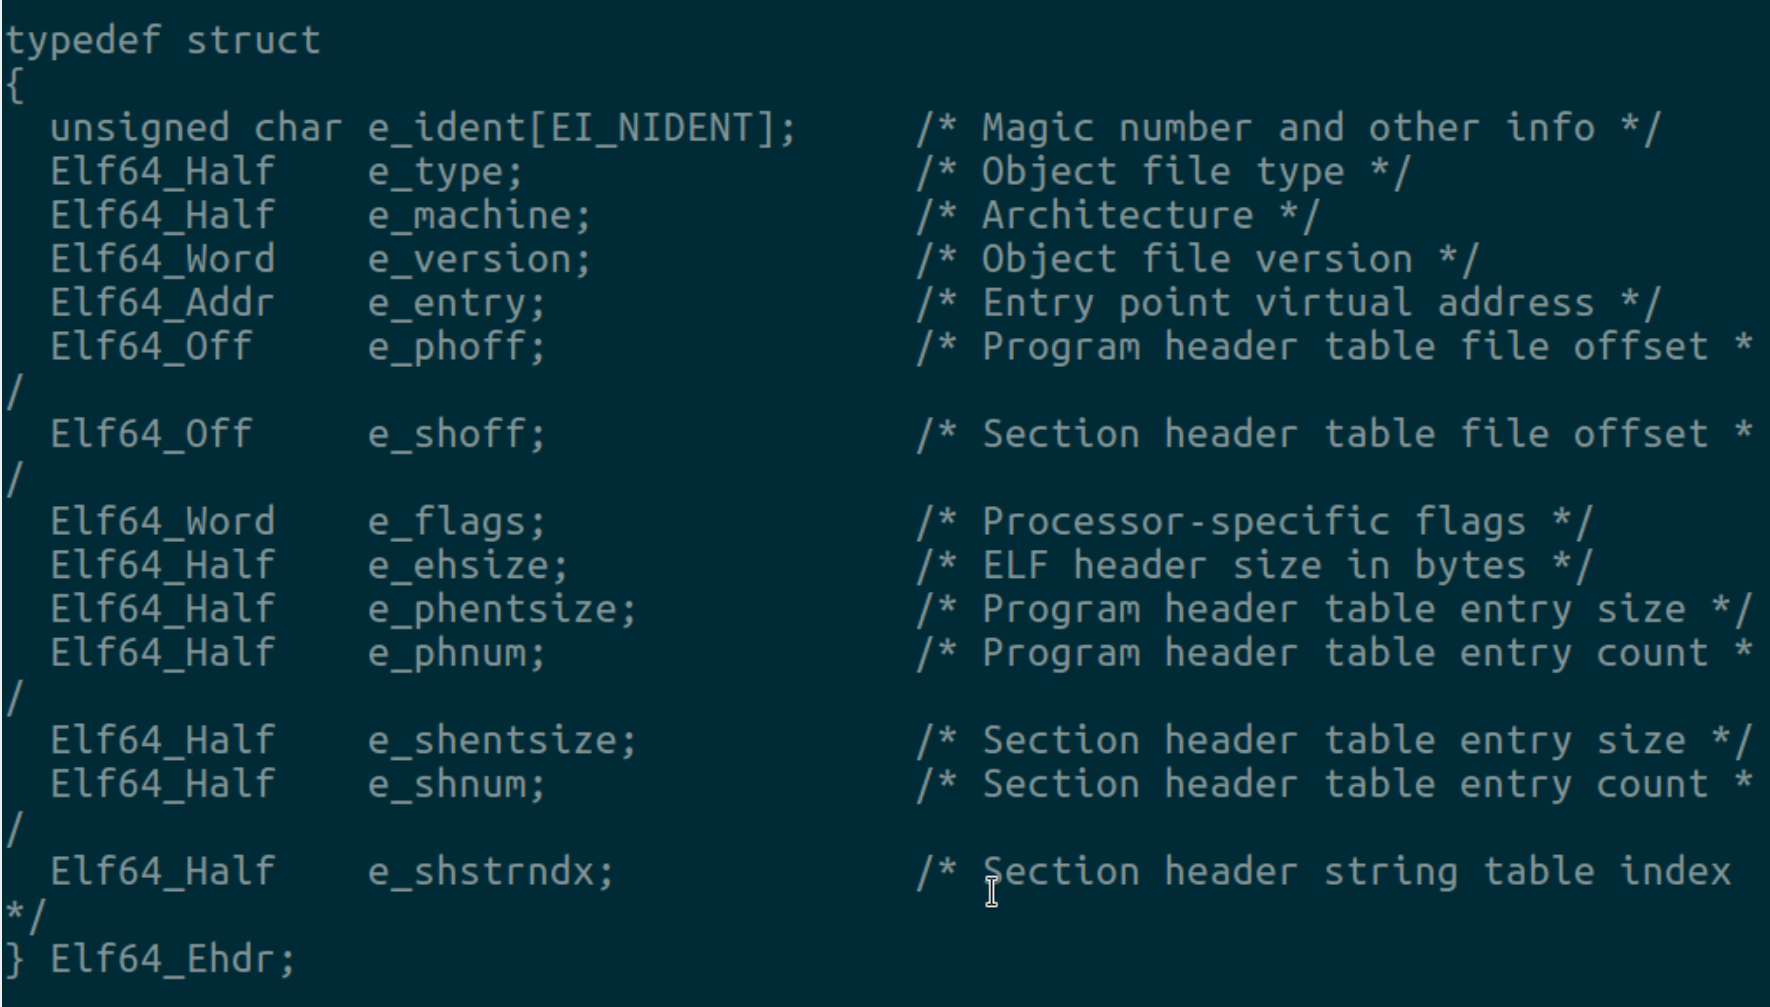 typedef struct
{
  unsigned char e_ident[EI_NIDENT];     /* Magic number and other info */
  Elf64_Half    e_type;                 /* Object file type */
  Elf64_Half    e_machine;              /* Architecture */
  Elf64_Word    e_version;              /* Object file version */
  Elf64_Addr    e_entry;                /* Entry point virtual address */
  Elf64_Off     e_phoff;                /* Program header table file offset *
/
  Elf64_Off     e_shoff;                /* Section header table file offset *
/
  Elf64_Word    e_flags;                /* Processor-specific flags */
  Elf64_Half    e_ehsize;               /* ELF header size in bytes */
  Elf64_Half    e_phentsize;            /* Program header table entry size */
  Elf64_Half    e_phnum;                /* Program header table entry count *
/
  Elf64_Half    e_shentsize;            /* Section header table entry size */
  Elf64_Half    e_shnum;                /* Section header table entry count *
/
  Elf64_Half    e_shstrndx;             /* Section header string table index
*/
} Elf64_Ehdr;